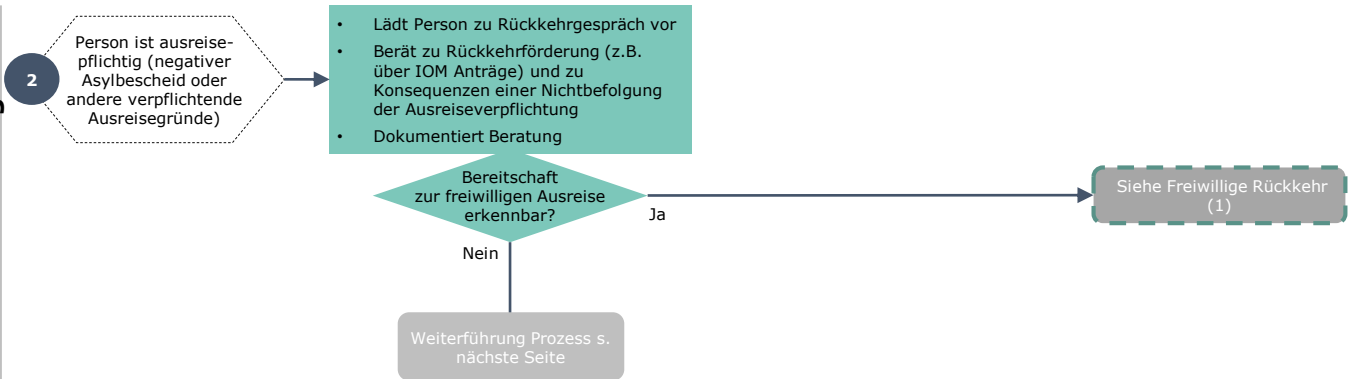 2
Person ist ausreise-
pflichtig (negativer
Asylbescheid oder
andere verpflichtende
Ausreisegründe)
• Lädt Person zu Rückkehrgespräch vor
• Berät zu Rückkehrförderung (z.B.
über IOM Anträge) und zu
Konsequenzen einer Nichtbefolgung
der Ausreiseverpflichtung
• Dokumentiert Beratung
Bereitschaft
zur freiwilligen Ausreise
erkennbar?
Ja
Siehe Freiwillige Rückkehr
(1)
Nein
Weiterführung Prozess s.
nächste Seite